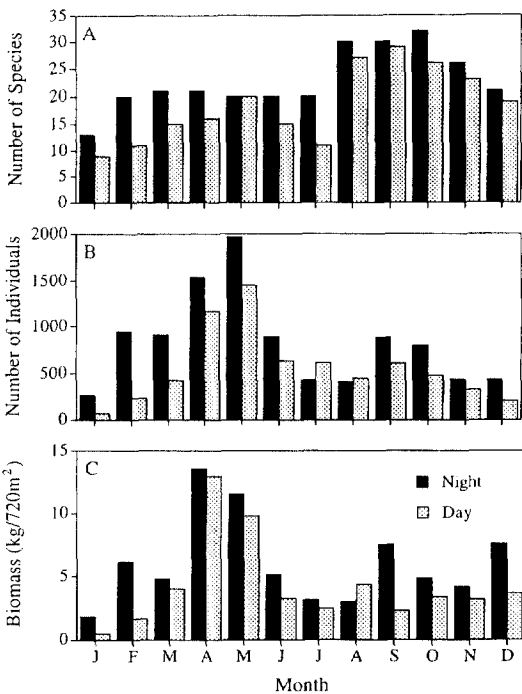 A
Number of Species
35
30
25
20
15
10
5
0
B
Number of Individuals
2000
1500
1000
500
0
C
Biomass (kg/720m²)
15
10
5
0
Night
Day
J F M A M J J A S O N D
Month